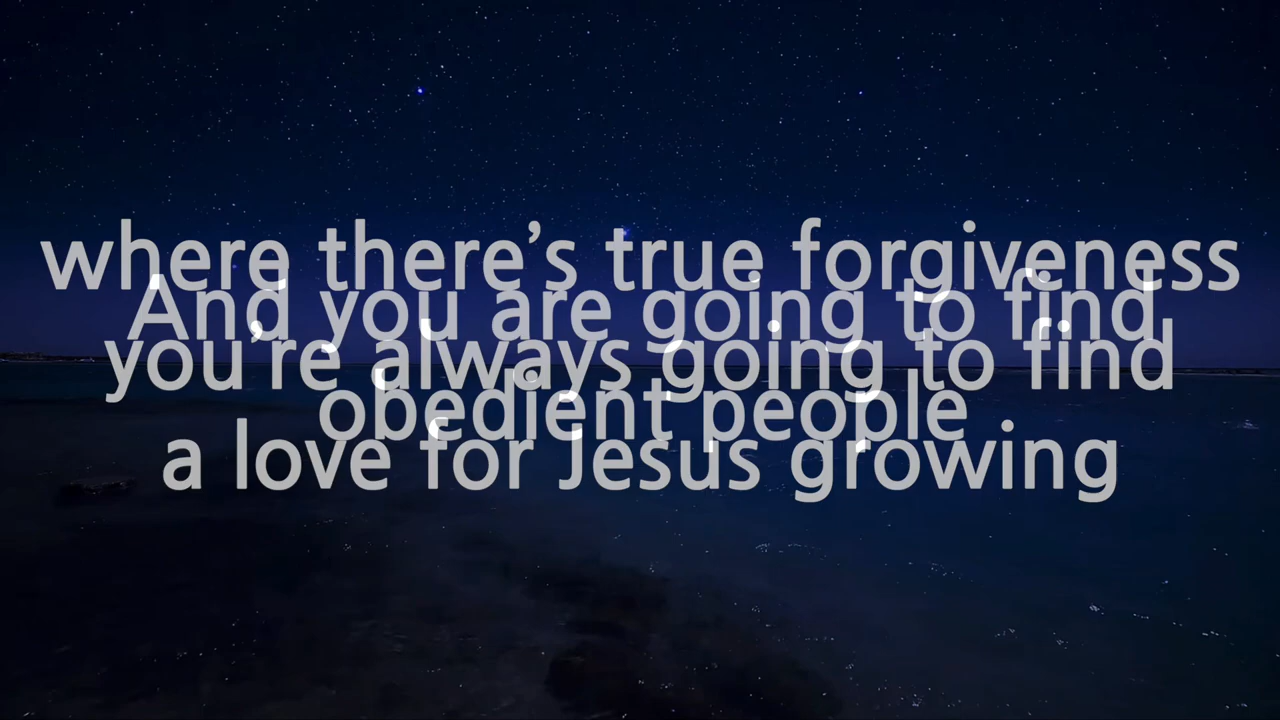 where there's true forgiveness
And you are going to find
you're always going to find
obedient people
a love for Jesus growing